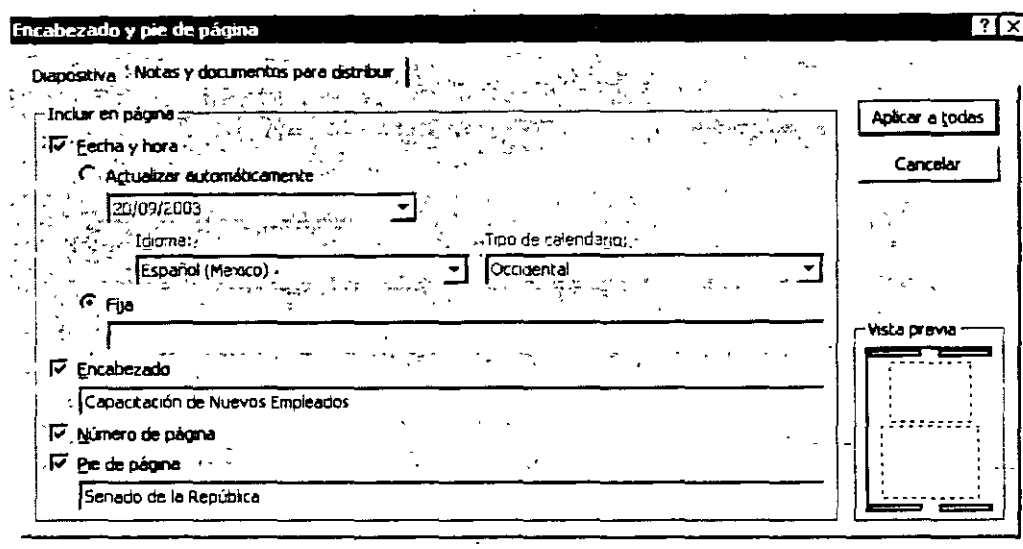 Encabezado y pie de página
Diapositiva Notas y documentos para distribuir
Incluir en página
Fecha y hora
Actualizar automáticamente
20/09/2003
Idioma: Tipo de calendario:
Español (Mexico) Occidental
Fija
Encabezado
Capacitación de Nuevos Empleados
Número de página
Pie de página
Senado de la República
Aplicar a todas
Cancelar
Vista previa